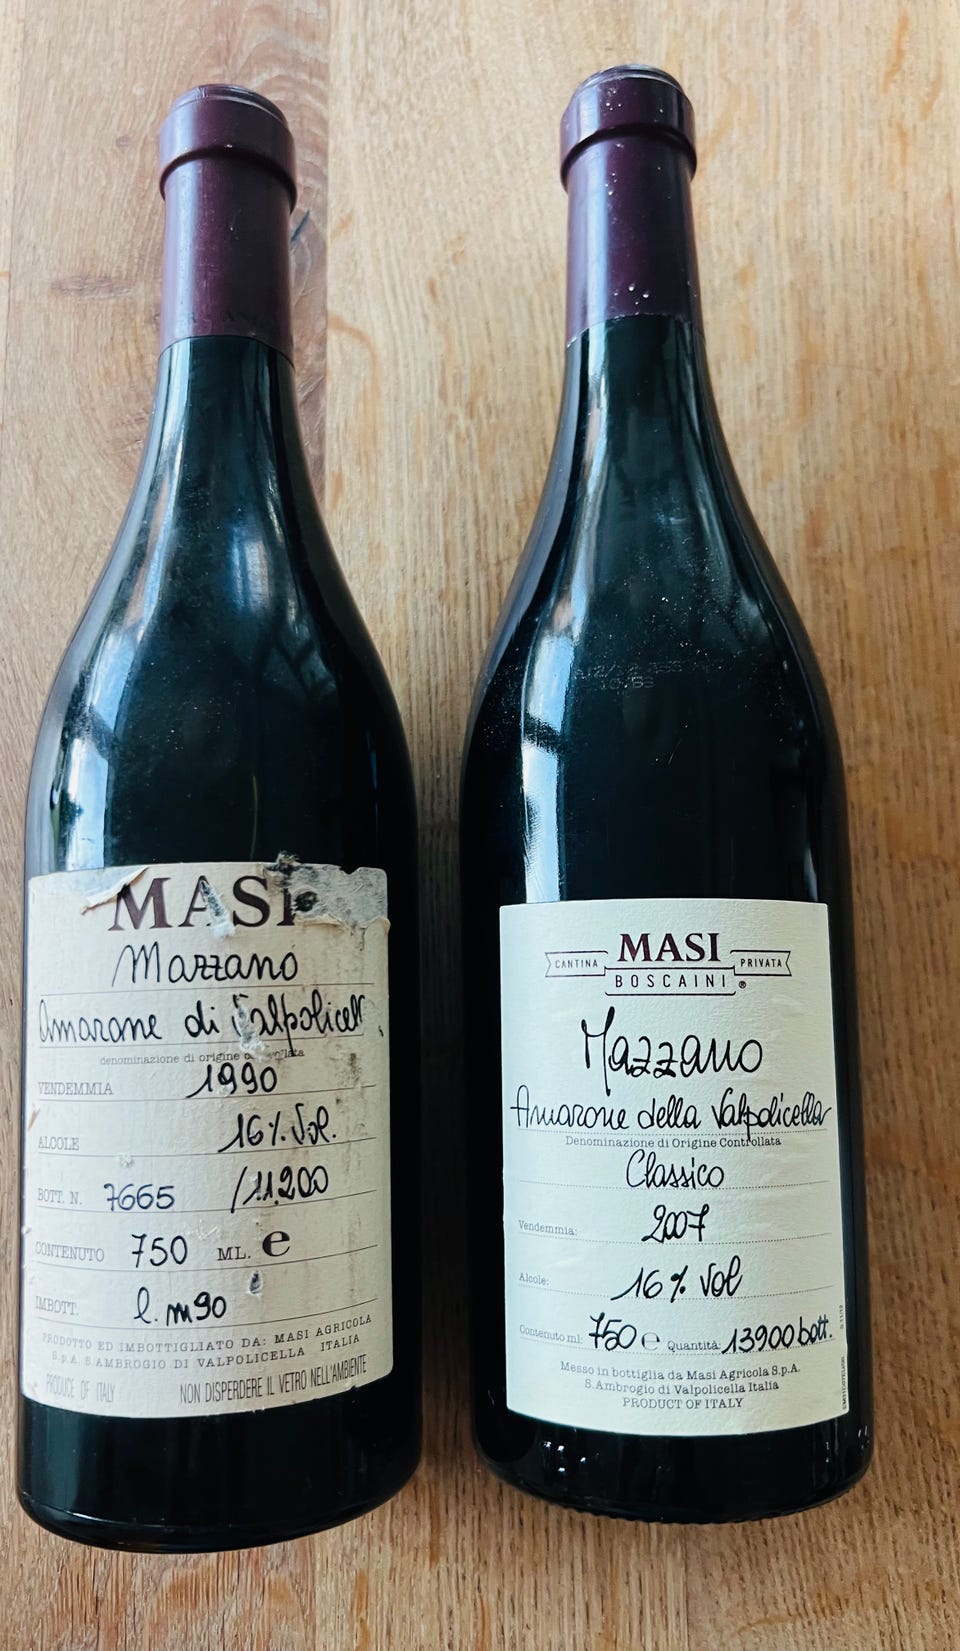 MASI
Mazzano
Amarone di Valpolicell
denominazione di origine controllata
VENDEMMIA 1990
ALCOLE 16% Vol.
BOTT. N. 7665 /11.200
CONTENUTO 750 ML. e
IMBOTT. l. m90
PRODOTTO ED IMBOTTIGLIATO DA: MASI AGRICOLA
S.p.A. S. AMBROGIO DI VALPOLICELLA ITALIA
PRODUCE OF ITALY NON DISPERDERE IL VETRO NELL'AMBIENTE
MASI
CANTINA PRIVATA
BOSCAINI ®
Mazzano
Amarone della Valpolicella
Denominazione di Origine Controllata
Classico
Vendemmia: 2007
Alcole: 16% Vol
Contenuto ml: 750 e Quantità: 13900 bott.
Messo in bottiglia da Masi Agricola S.p.A.
S. Ambrogio di Valpolicella Italia
PRODUCT OF ITALY